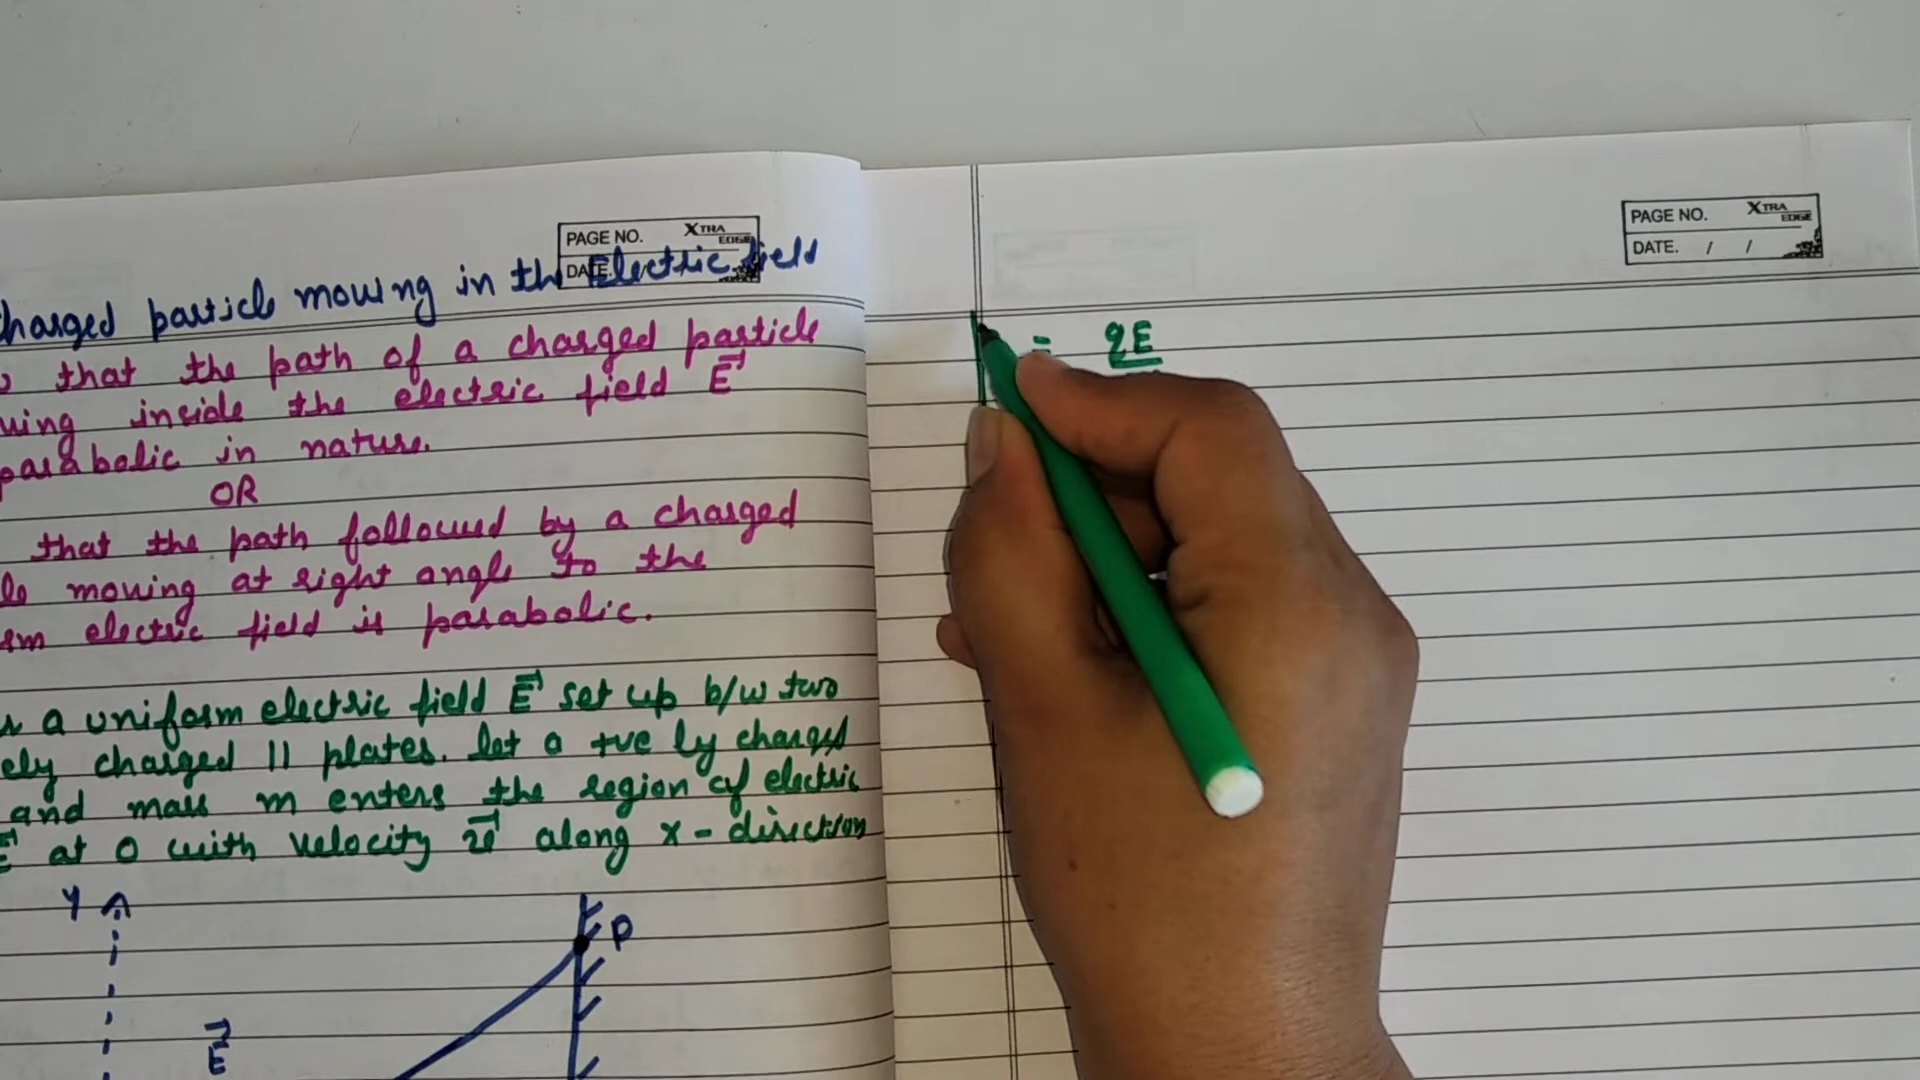 PAGE NO. XTRA EDGE
DATE.
charged particle moving in the Electric field
that the path of a charged particle
inside the electric field E⃗
parabolic in nature.
OR
that the path followed by a charged
moving at right angle to the
electric field is parabolic.
a uniform electric field E⃗ set up b/w two
charged || plates. let a +ve ly charged
and mass m enters the region of electric
E⃗ at O with velocity v⃗ along x-direction
Y
P
E⃗
PAGE NO. XTRA EDGE
DATE. / /
= qE